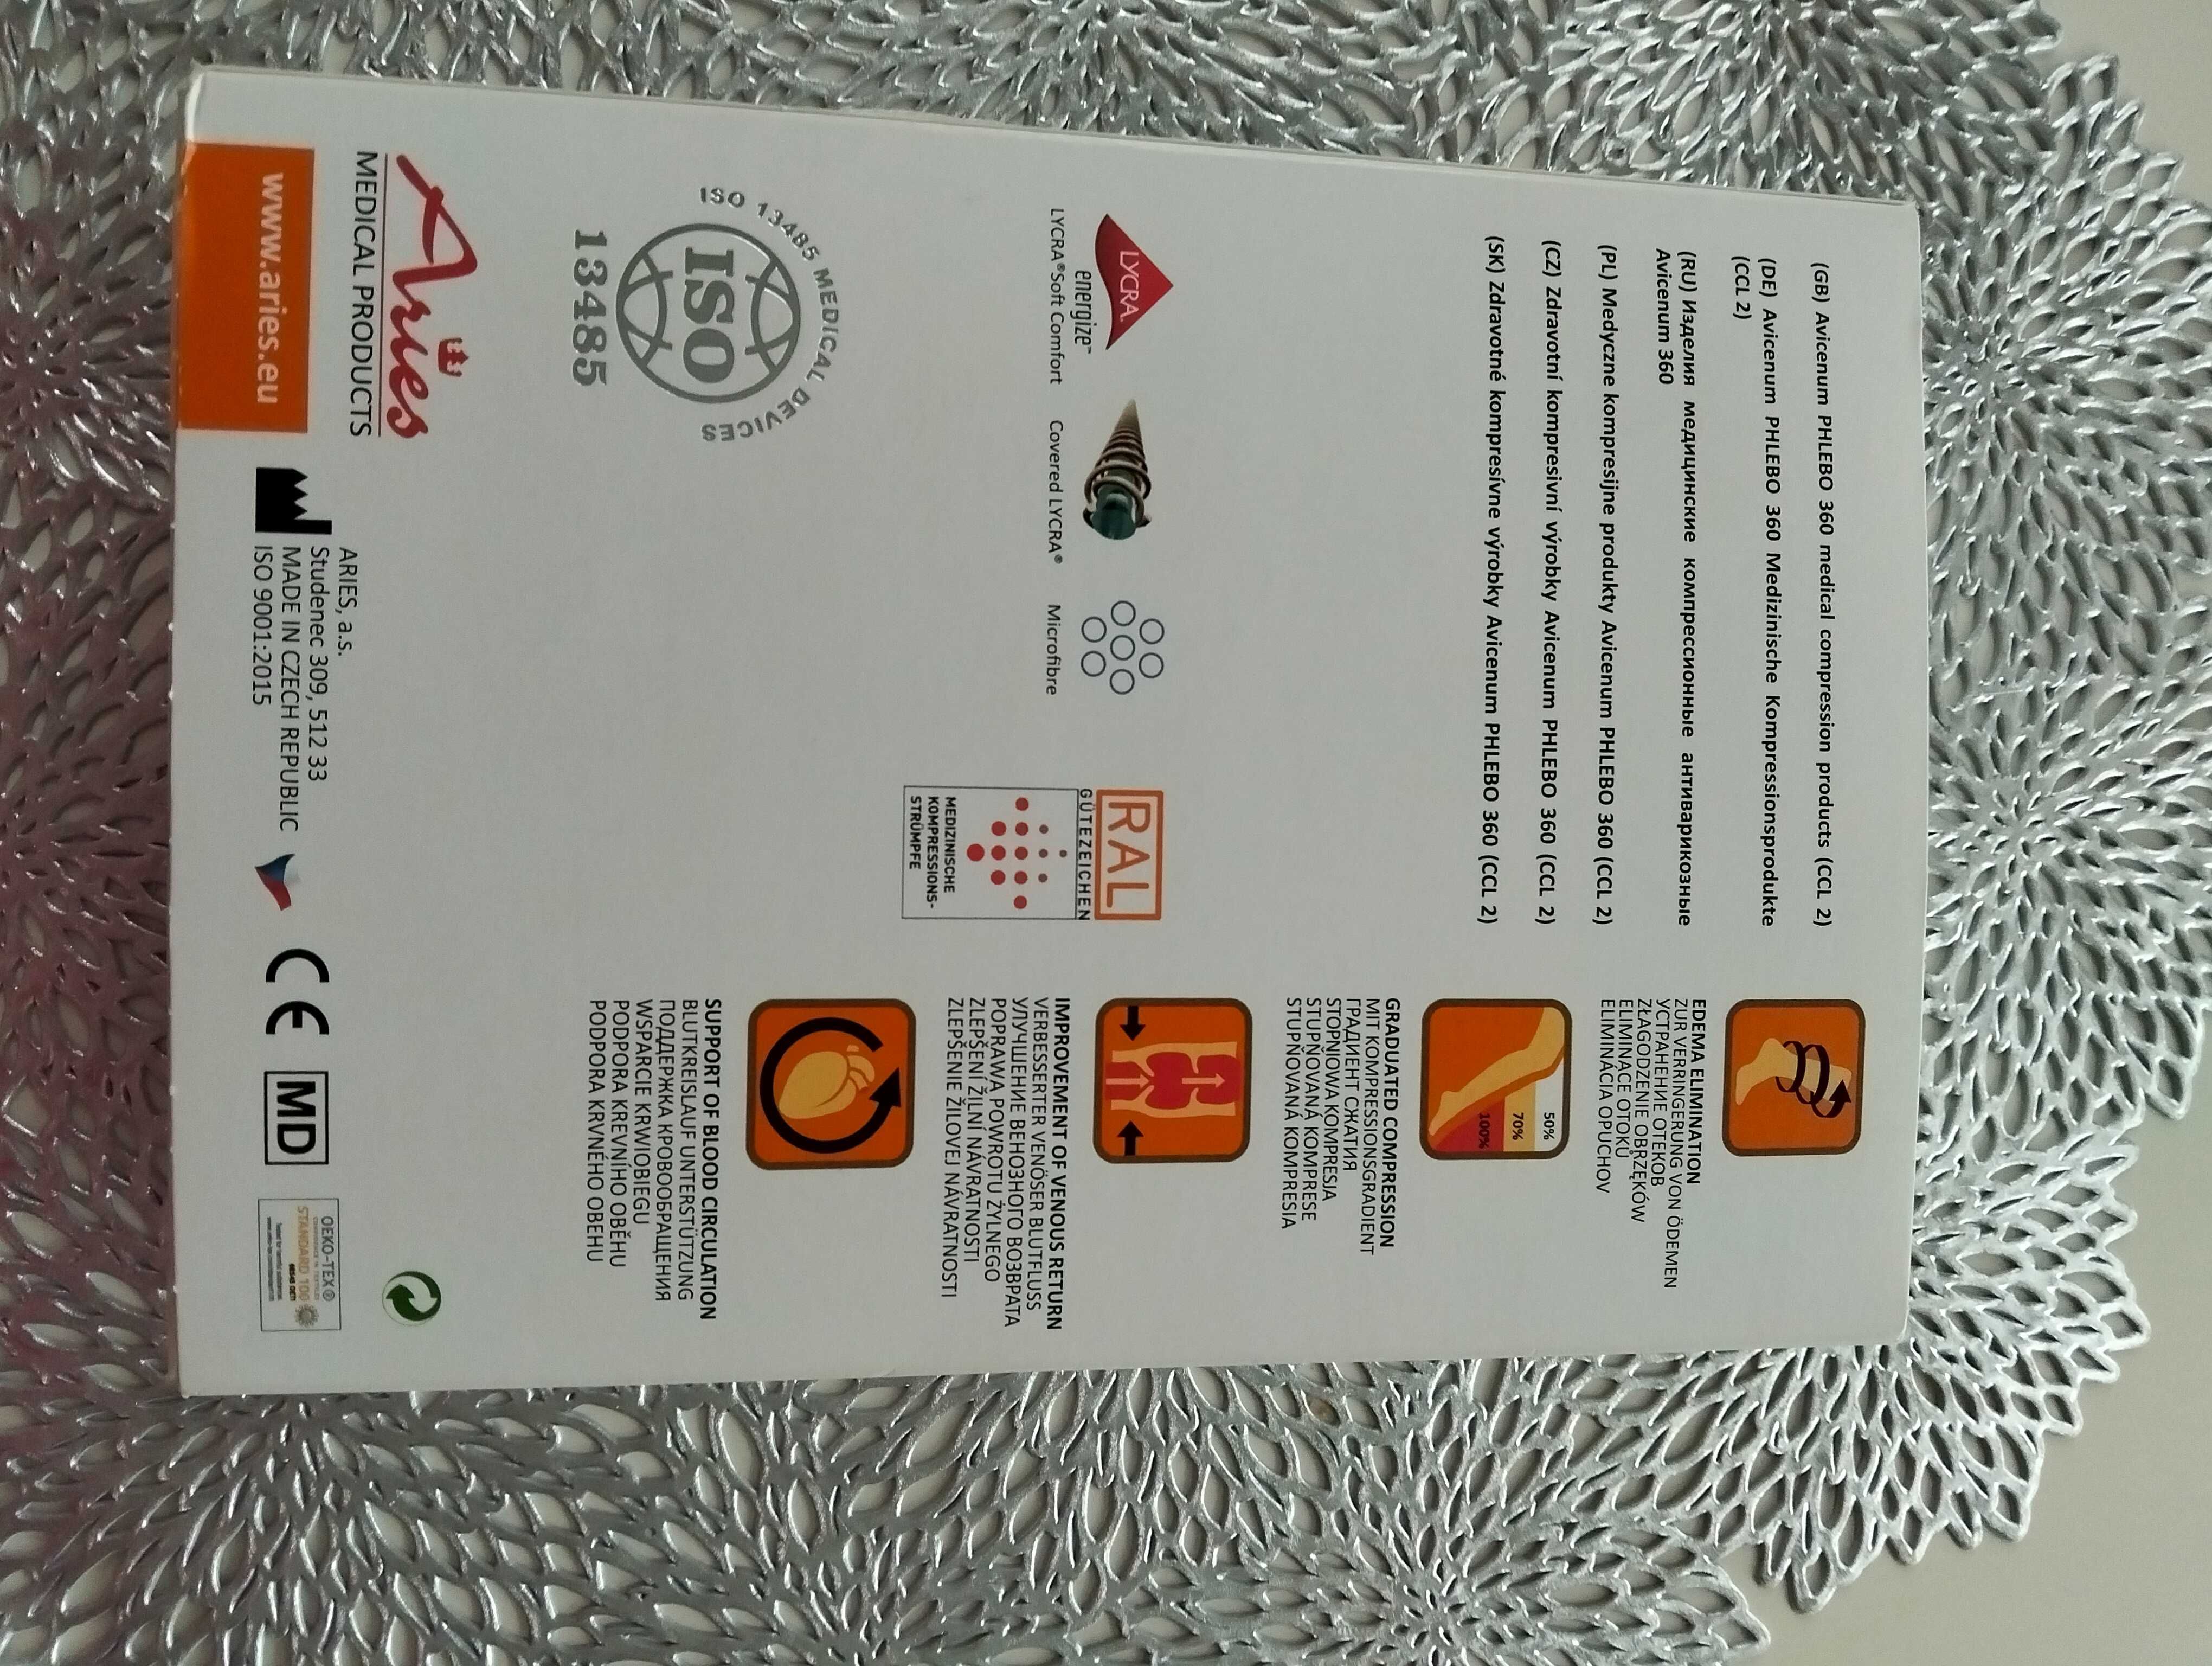 (GB) Avicenum PHLEBO 360 medical compression products (CCL 2)
(DE) Avicenum PHLEBO 360 Medizinische Kompressionsprodukte
(CCL 2)
(RU) Изделия медицинские компрессионные антиварикозные
Avicenum 360
(PL) Medyczne kompresijne produkty Avicenum PHLEBO 360 (CCL 2)
(CZ) Zdravotní kompresivní výrobky Avicenum PHLEBO 360 (CCL 2)
(SK) Zdravotné kompresívne výrobky Avicenum PHLEBO 360 (CCL 2)
EDEMA ELIMINATION
ZUR VERRINGERUNG VON ÖDEMEN
УСТРАНЕНИЕ ОТЕКОВ
ZŁAGODZENIE OBRZĘKÓW
ELIMINACE OTOKŮ
ELIMINÁCIA OPUCHOV
50%
70%
100%
GRADUATED COMPRESSION
MIT KOMPRESSIONSGRADIENT
ГРАДИЕНТ СЖАТИЯ
STOPNIOWA KOMPRESJA
STUPŇOVANÁ KOMPRESE
STUPŇOVANÁ KOMPRESIA
LYCRA®
energize™
LYCRA®Soft Comfort
Covered LYCRA®
Microfibre
RAL
GÜTEZEICHEN
MEDIZINISCHE
KOMPRESSIONS-
STRÜMPFE
IMPROVEMENT OF VENOUS RETURN
VERBESSERTER VENÖSER BLUTFLUSS
УЛУЧШЕНИЕ ВЕНОЗНОГО ВОЗВРАТА
POPRAWA POWROTU ŻYLNEGO
ZLEPŠENÍ ŽILNÍ NÁVRATNOSTI
ZLEPŠENIE ŽILOVEJ NÁVRATNOSTI
ISO 13485 MEDICAL DEVICES
ISO
13485
SUPPORT OF BLOOD CIRCULATION
BLUTKREISLAUF UNTERSTÜTZUNG
ПОДДЕРЖКА КРОВООБРАЩЕНИЯ
WSPARCIE KRWIOBIEGU
PODPORA KREVNÍHO OBĚHU
PODPORA KRVNÉHO OBEHU
Aries
MEDICAL PRODUCTS
www.aries.eu
ARIES, a.s.
Studenec 309, 512 33
MADE IN CZECH REPUBLIC
ISO 9001:2015
CE
MD
OEKO-TEX®
STANDARD 100